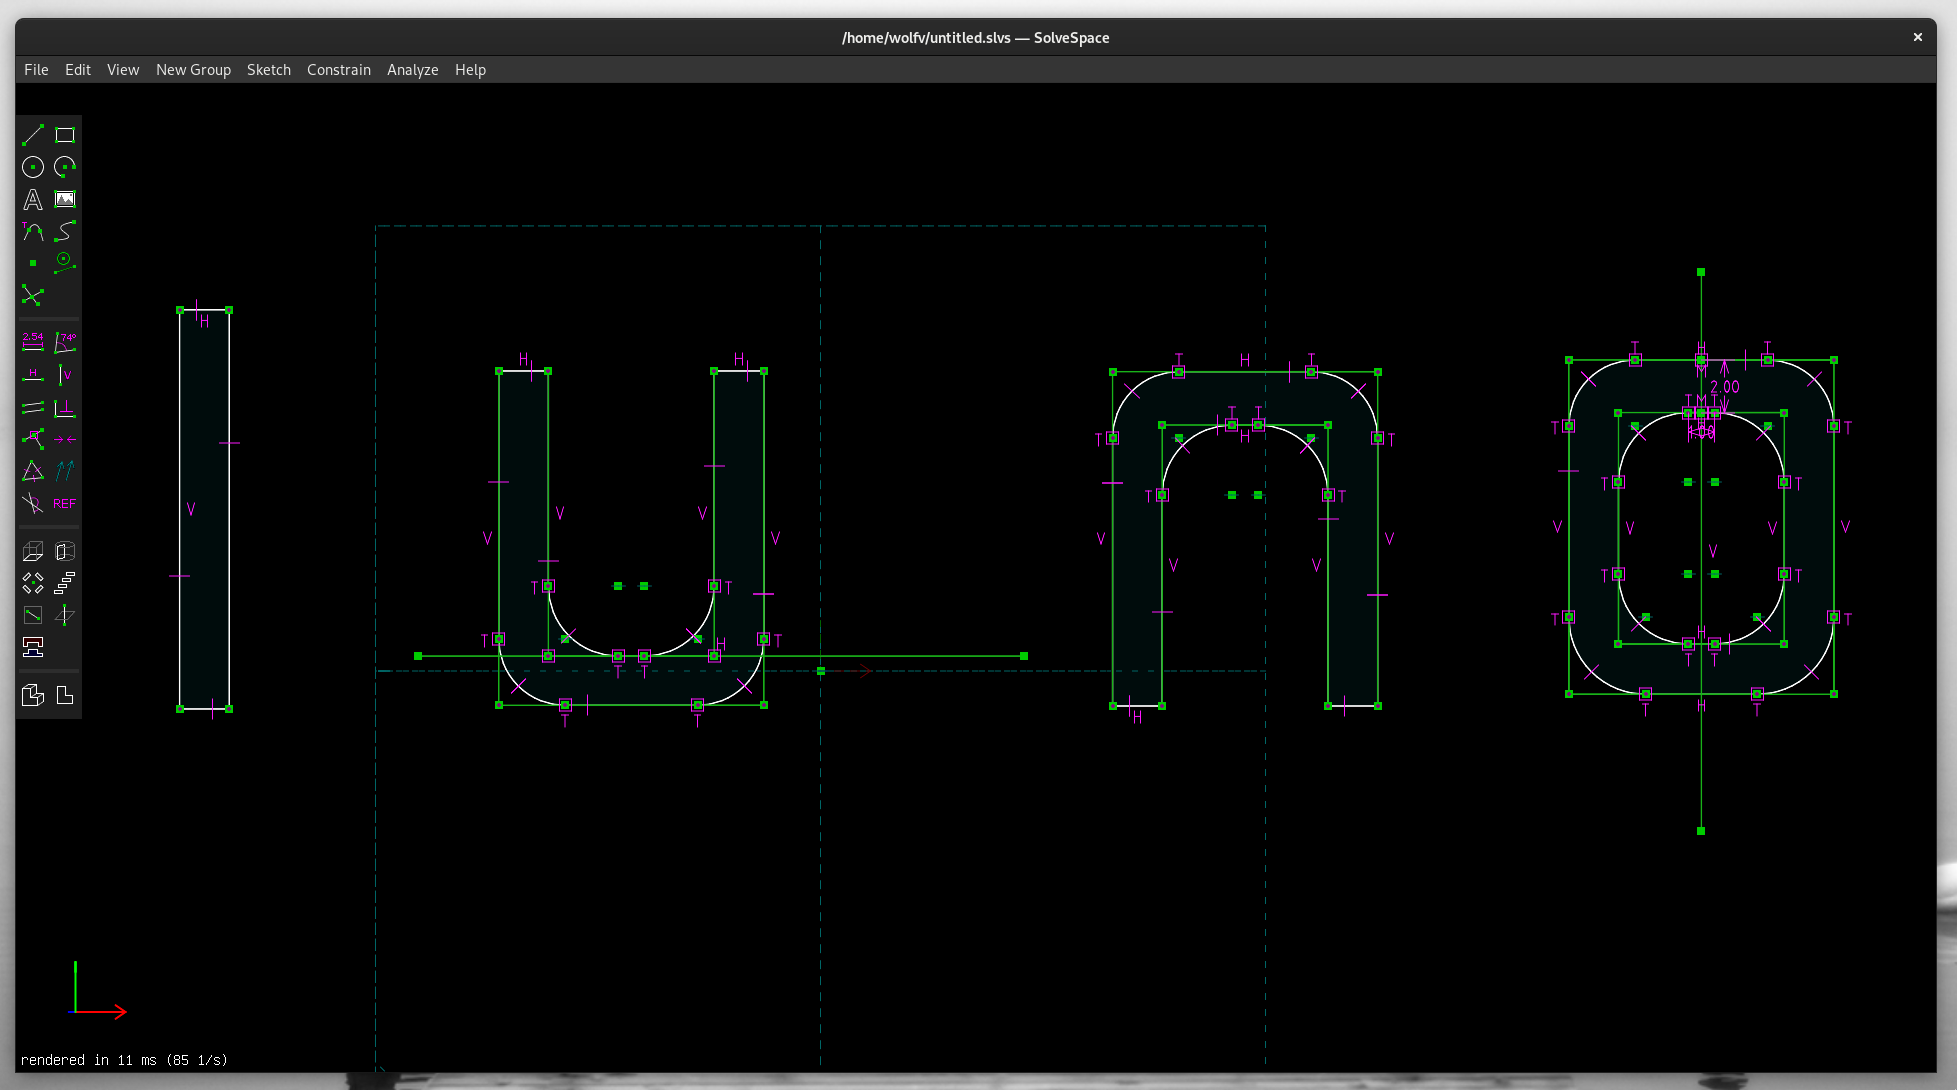 /home/wolfv/untitled.slvs — SolveSpace
File Edit View New Group Sketch Constrain Analyze Help
2.54 74°
H V
REF
H
V
H H
V V V V
T T
T H T
T T
T T
T H T
T T
H
T T
T T
V V V V
H
T H T
2.00
T T
T T
V V V V V
T T
T T
H
T T
T H T
rendered in 11 ms (85 1/s)